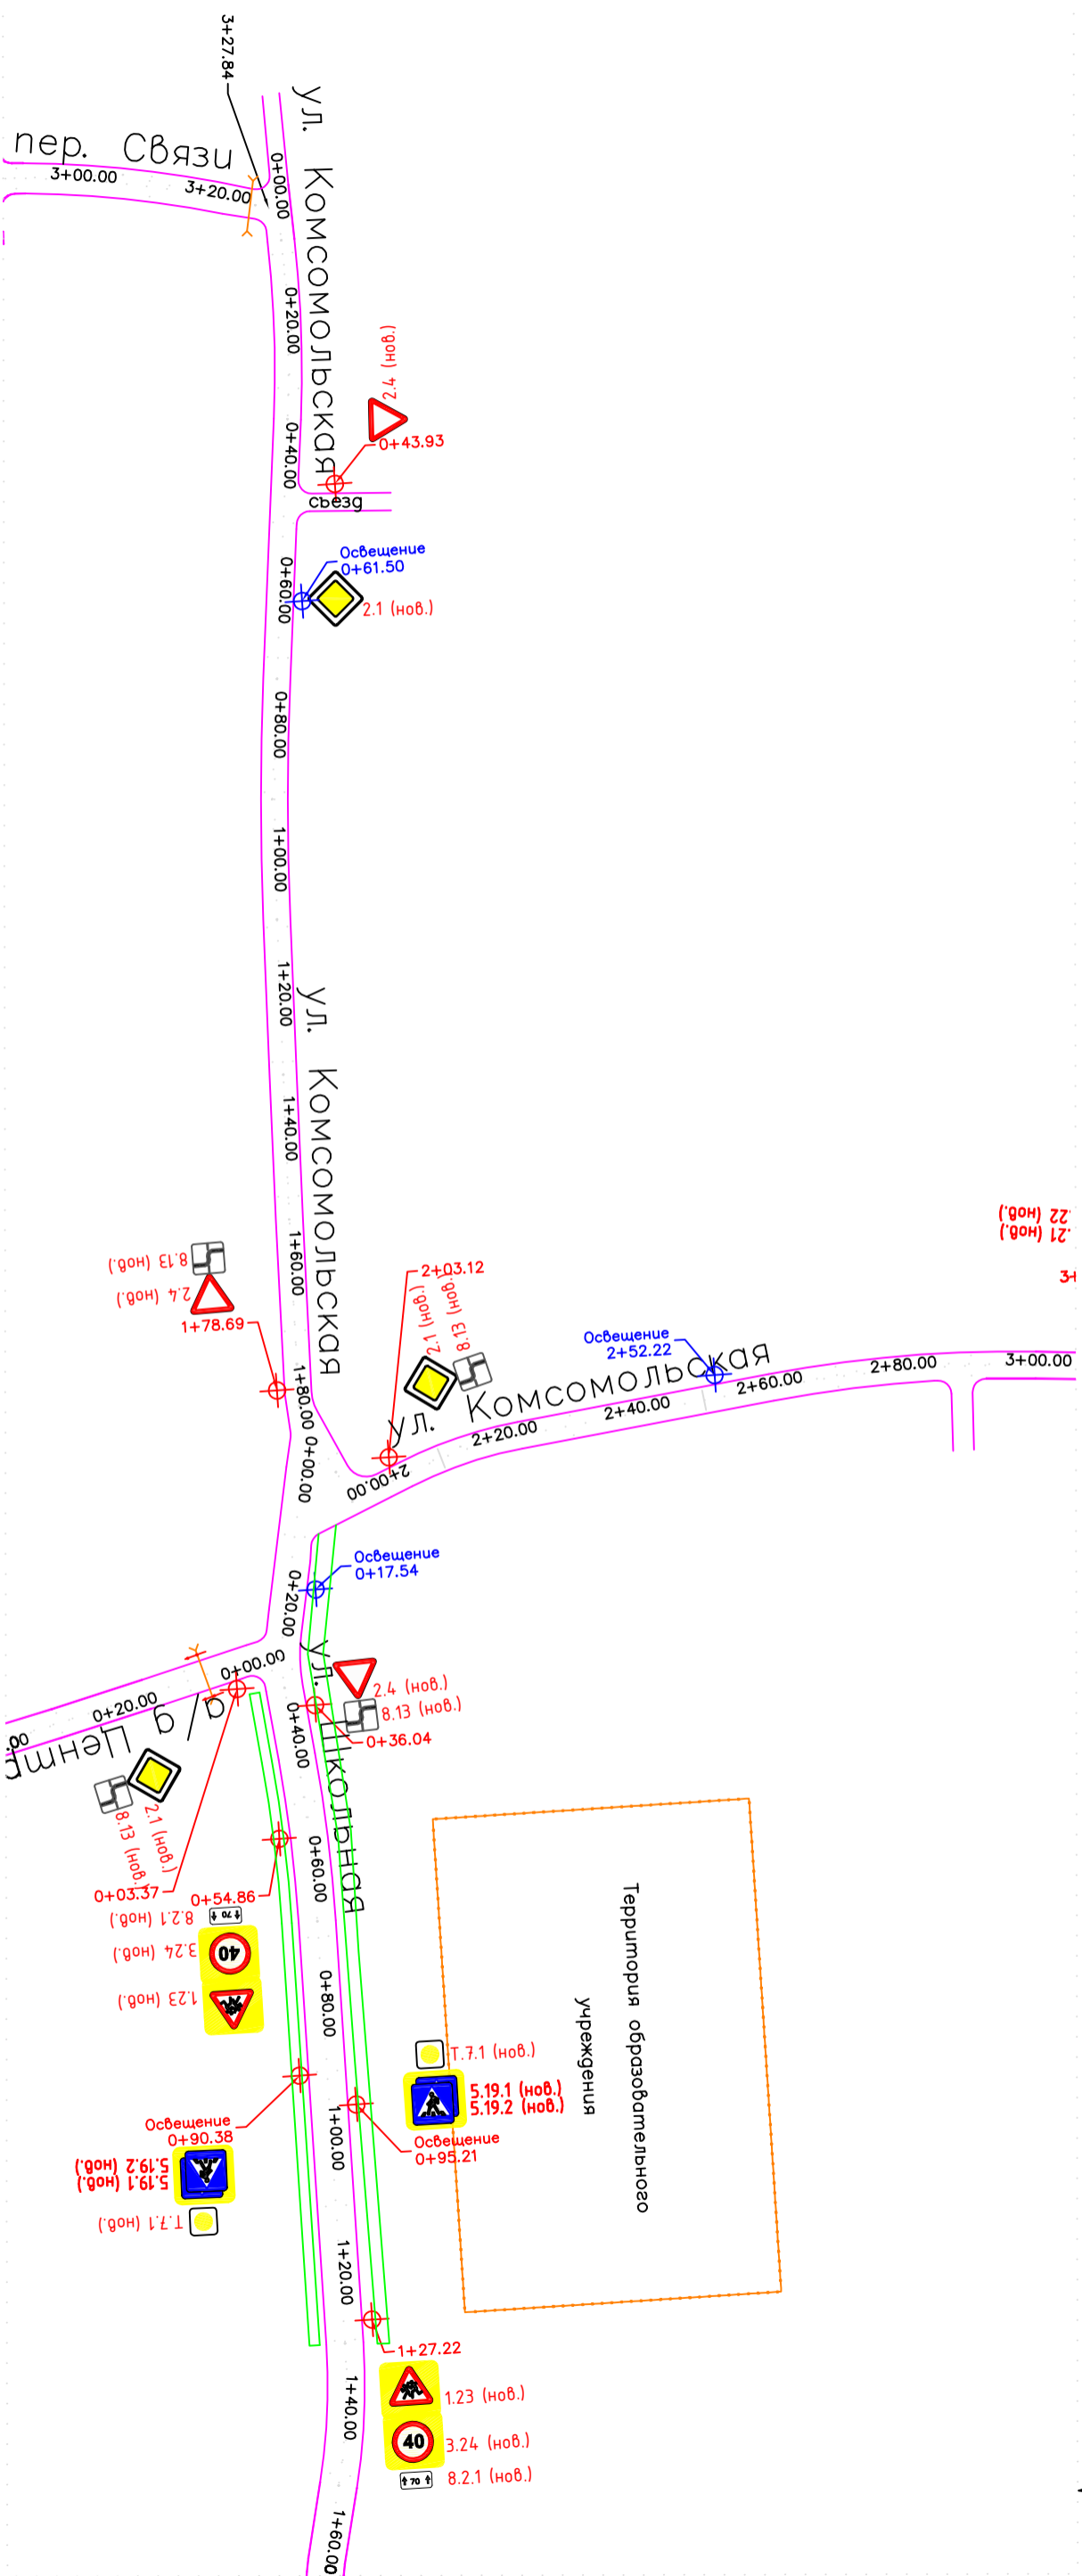 3+27.84
ул. Комсомольская
пер. Связи
3+00.00
3+20.00
0+00.00
0+20.00
2.4 (нов.)
0+43.93
0+40.00
съезд
Освещение
0+61.50
0+60.00
2.1 (нов.)
0+80.00
1+00.00
1+20.00
ул. Комсомольская
1+40.00
.21 (нов.)
.22 (нов.)
3+
1+60.00
8.13 (нов.)
2.4 (нов.)
1+78.69
2+03.12
2.1 (нов.)
8.13 (нов.)
Освещение
2+52.22
ул. Комсомольская
1+80.00
0+00.00
2+00.00
2+20.00
2+40.00
2+60.00
2+80.00
3+00.00
Освещение
0+17.54
0+20.00
0+00.00
0+20.00
.00
а/д Центр
ул. Школьная
2.4 (нов.)
8.13 (нов.)
0+36.04
0+40.00
2.1 (нов.)
8.13 (нов.)
0+03.37
0+54.86
0+60.00
8.2.1 (нов.)
70
3.24 (нов.)
40
1.23 (нов.)
0+80.00
Территория образовательного
учреждения
Т.7.1 (нов.)
5.19.1 (нов.)
5.19.2 (нов.)
Освещение
0+90.38
Освещение
0+95.21
1+00.00
5.19.1 (нов.)
5.19.2 (нов.)
Т.7.1 (нов.)
1+20.00
1+27.22
1.23 (нов.)
1+40.00
40
3.24 (нов.)
70
8.2.1 (нов.)
1+60.00